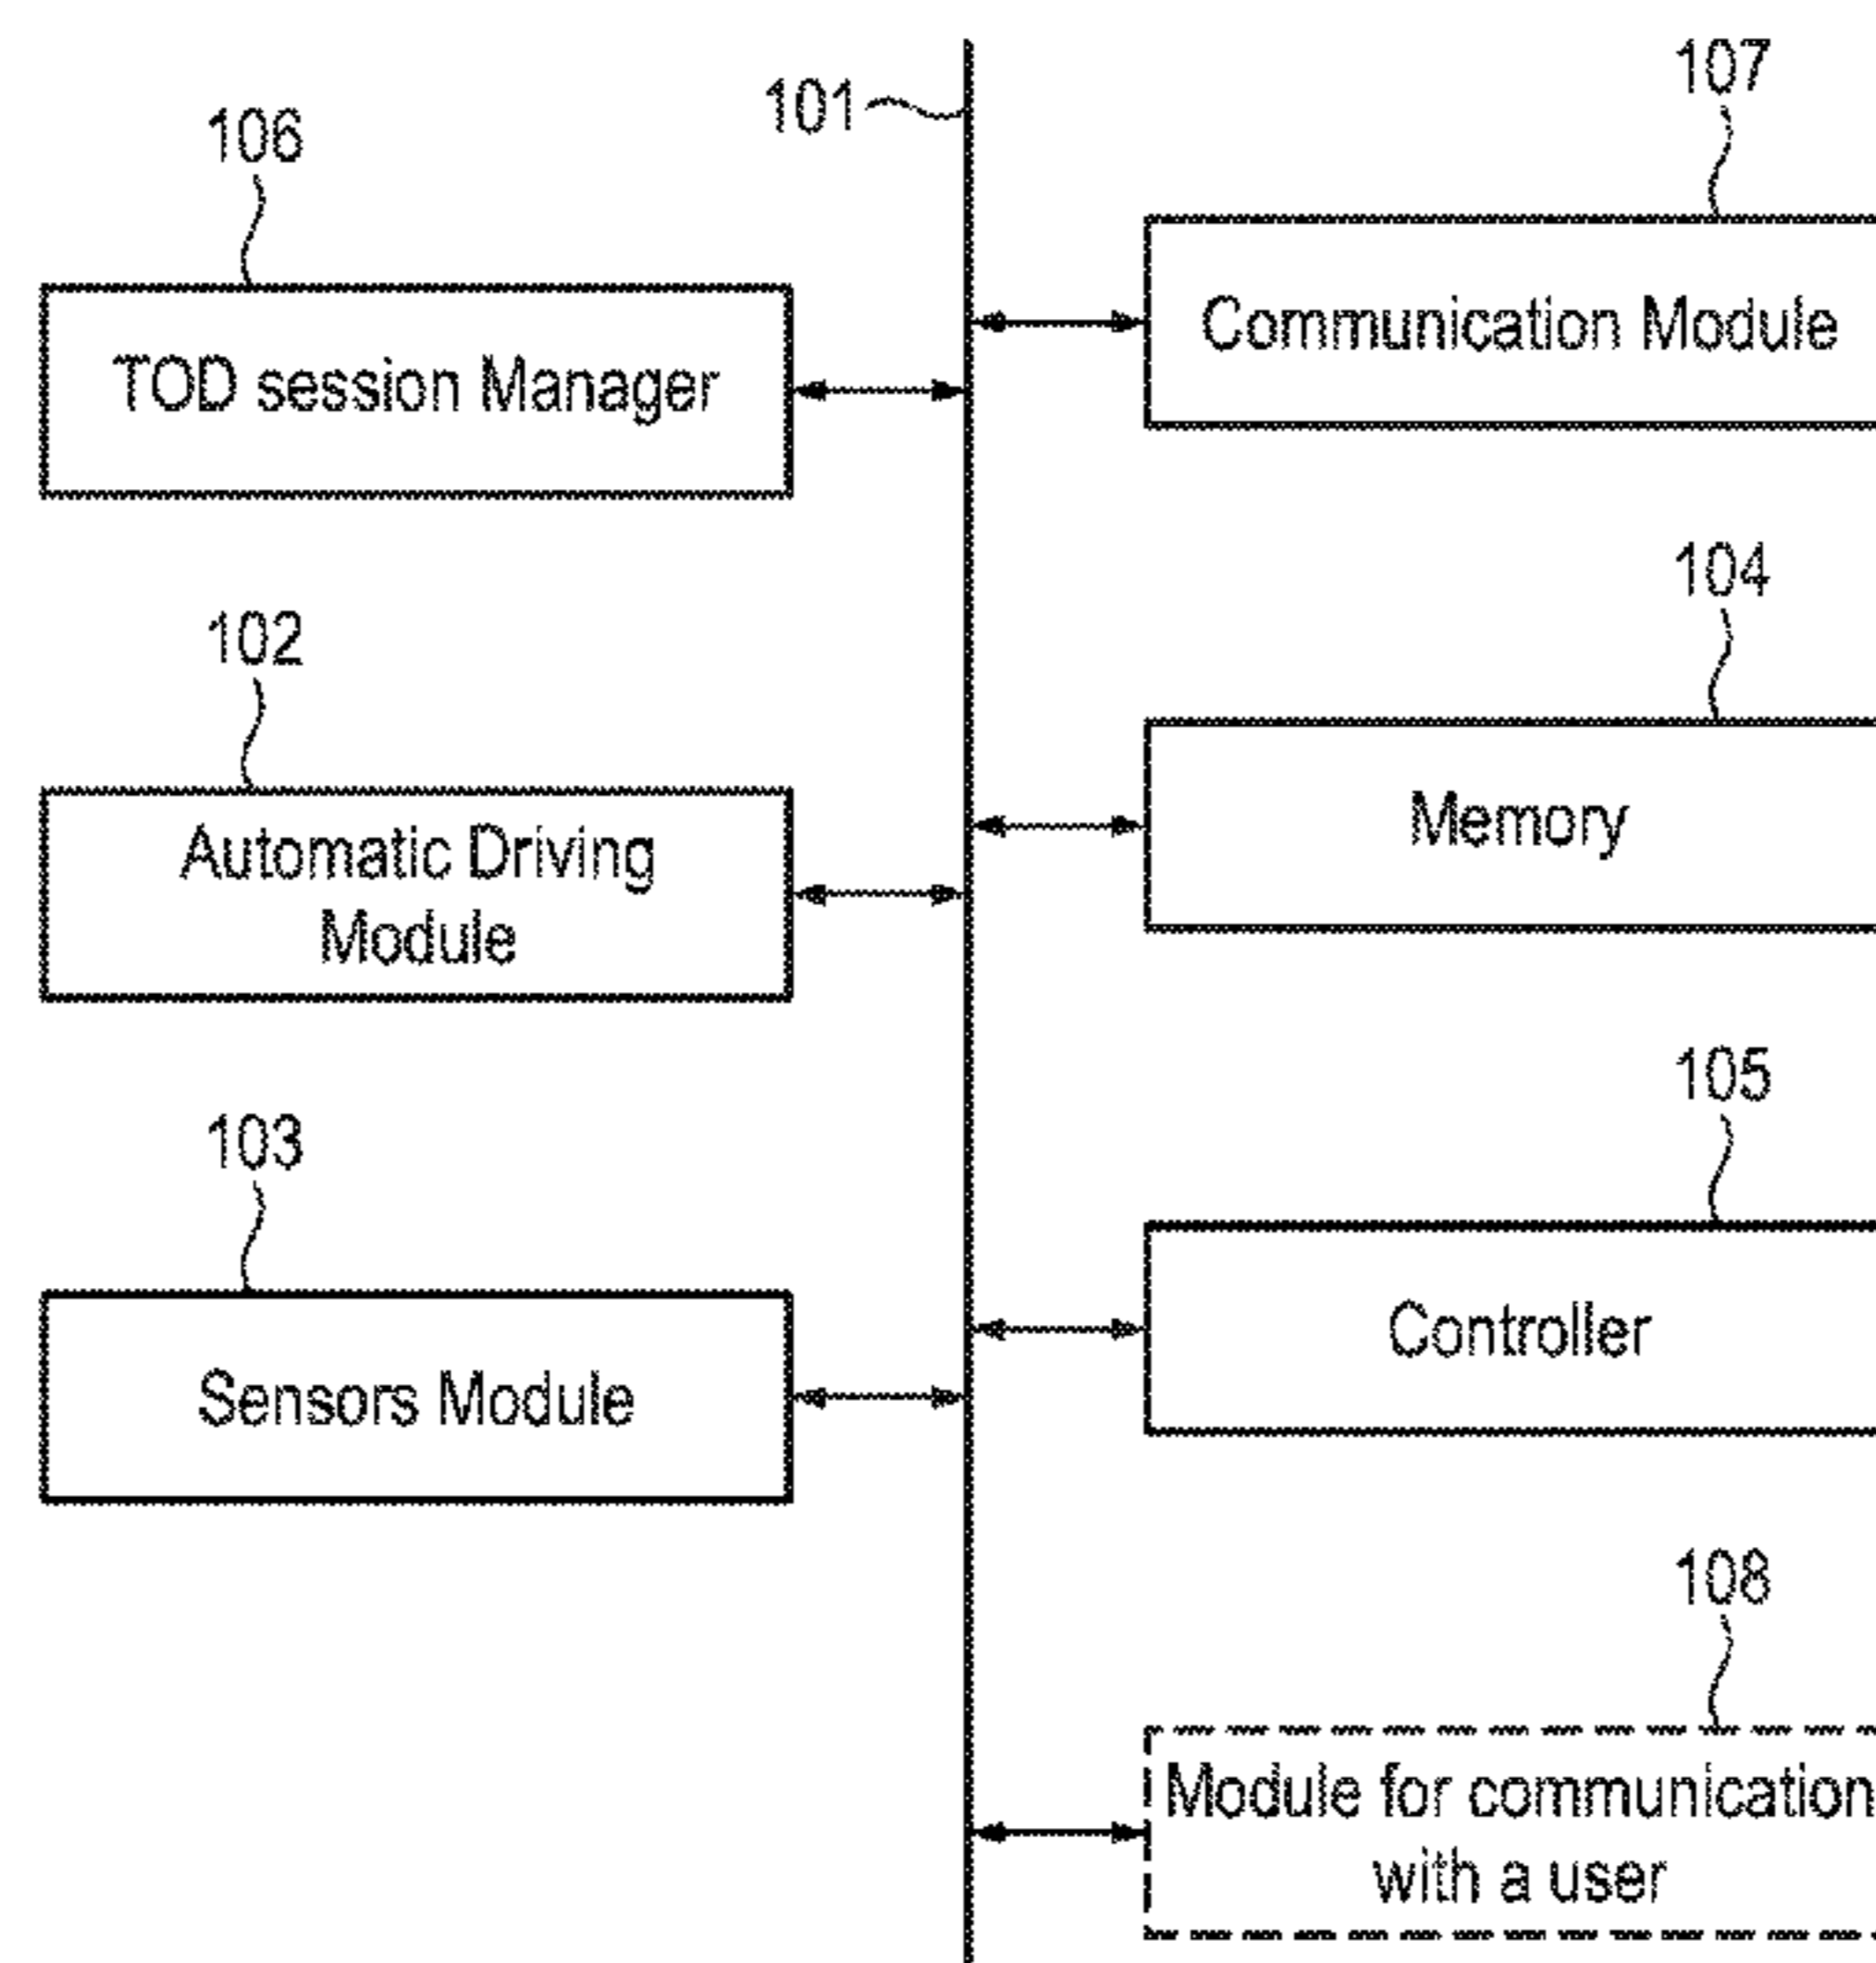 101
107
106
Communication Module
TOD session Manager
104
102
Memory
Automatic Driving
Module
105
103
Controller
Sensors Module
108
Module for communication
with a user